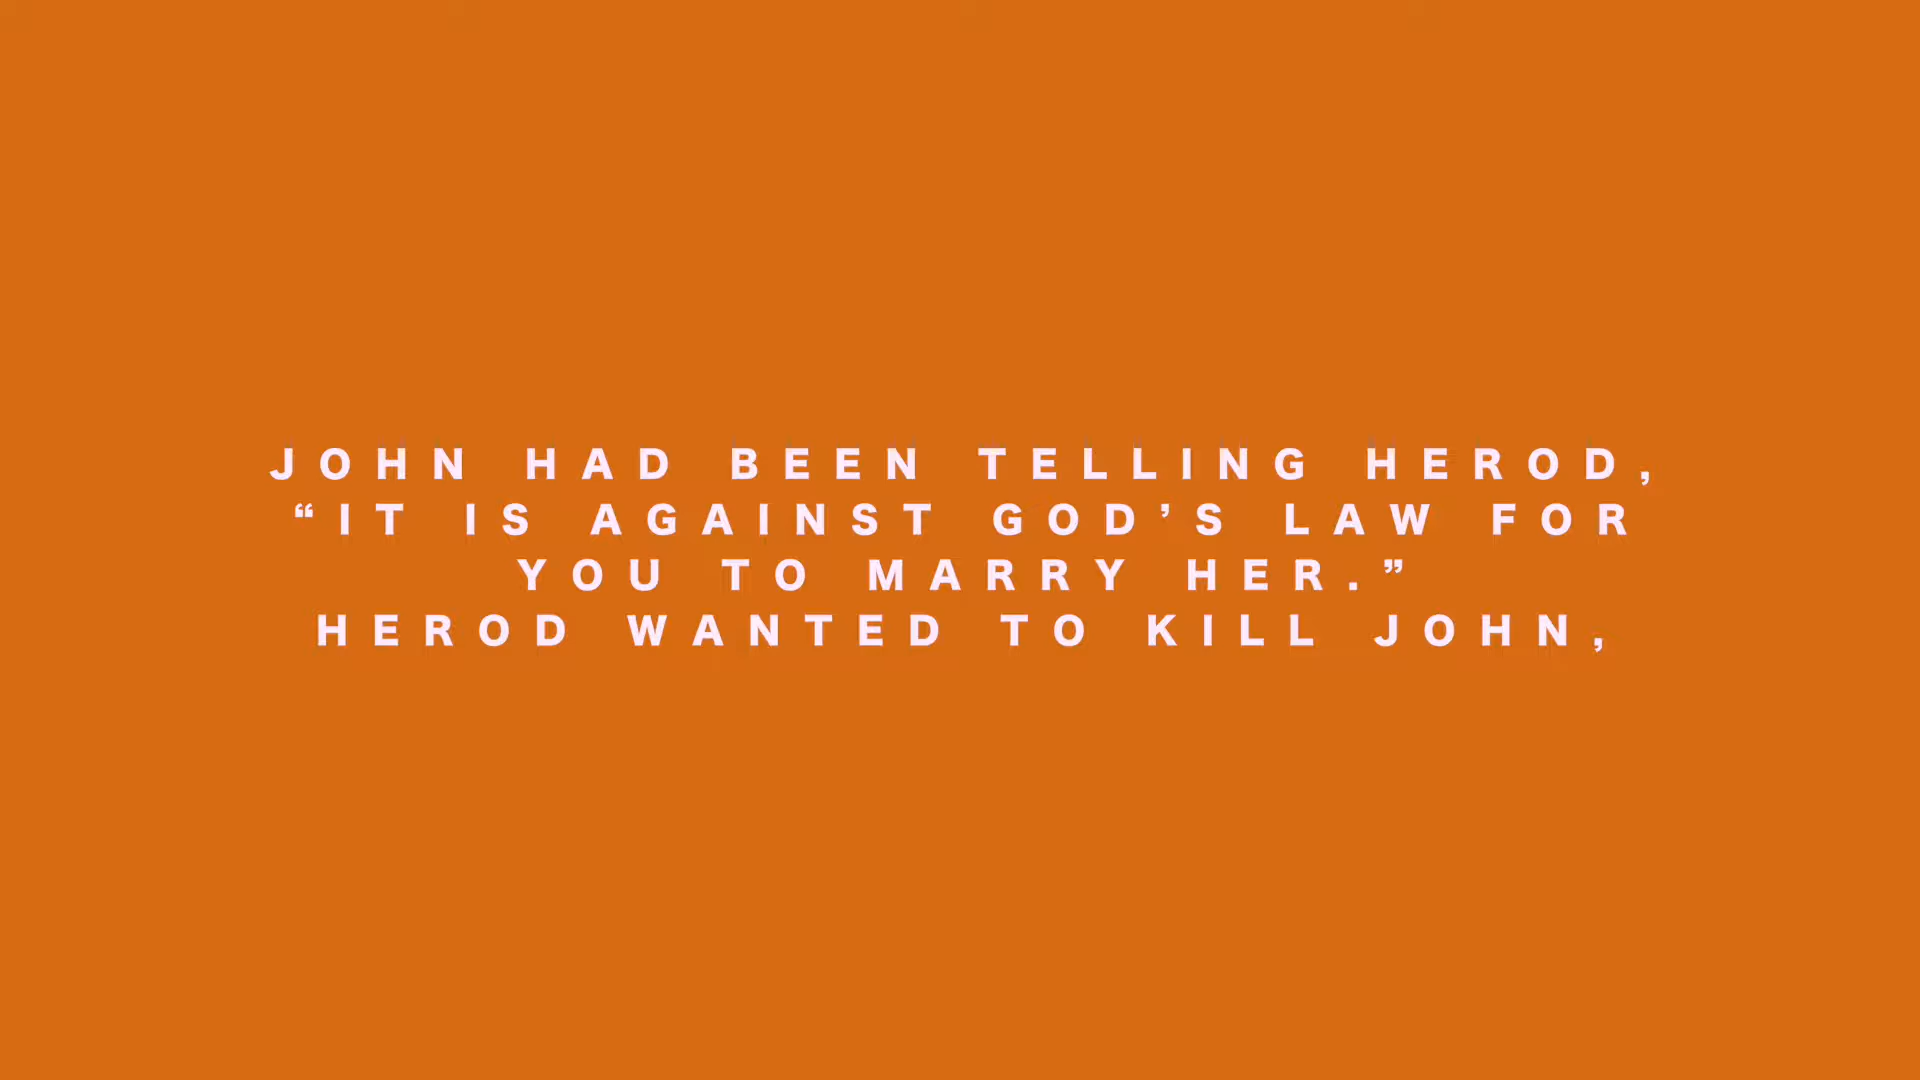 JOHN HAD BEEN TELLING HEROD,
“IT IS AGAINST GOD’S LAW FOR
YOU TO MARRY HER.”
HEROD WANTED TO KILL JOHN,